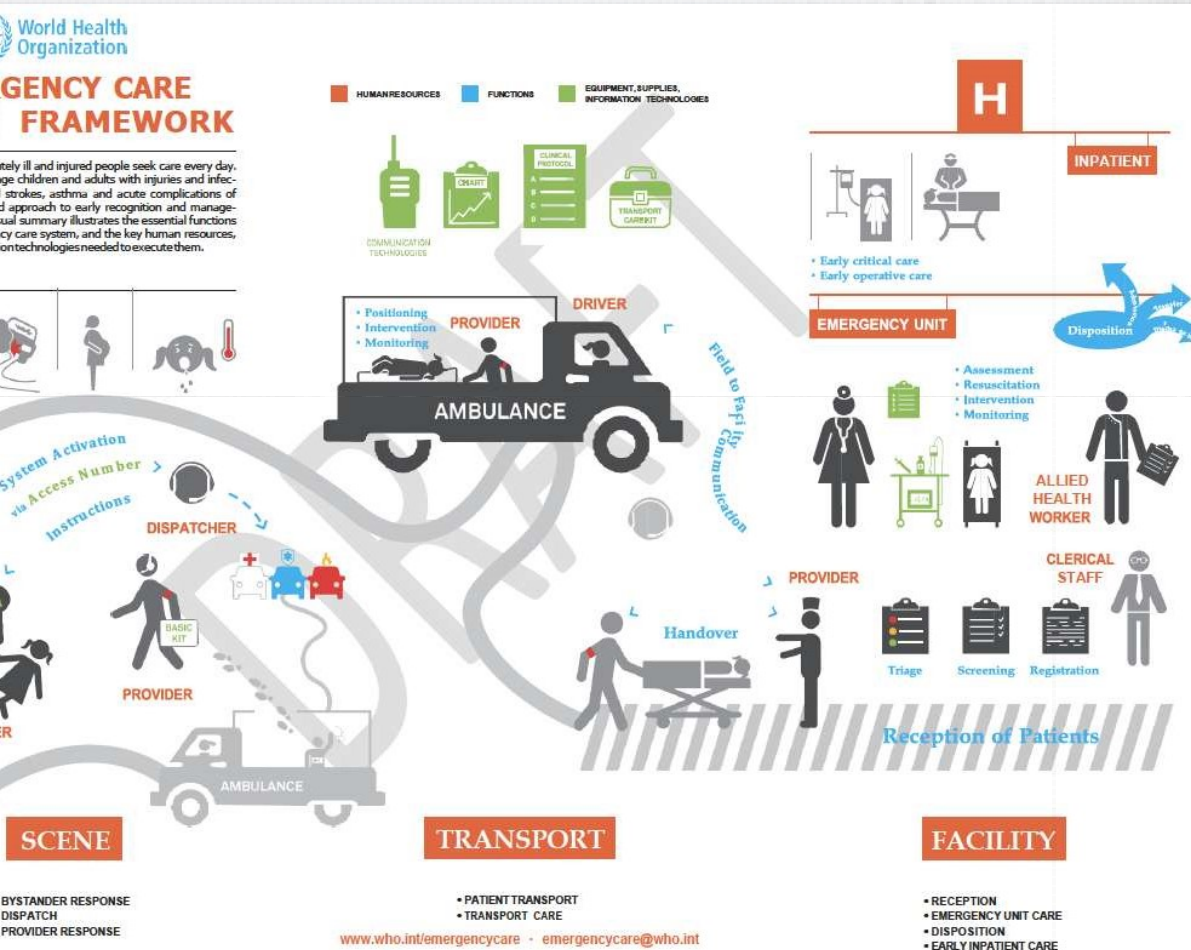 World Health
Organization
GENCY CARE
FRAMEWORK
tely ill and injured people seek care every day.
ge children and adults with injuries and infec-
strokes, asthma and acute complications of
d approach to early recognition and manage-
ual summary illustrates the essential functions
cy care system, and the key human resources,
ion technologies needed to execute them.
HUMAN RESOURCES
FUNCTIONS
EQUIPMENT, SUPPLIES,
INFORMATION TECHNOLOGIES
CHART
CLINICAL
PROTOCOL
A
B
C
D
TRANSPORT
CARE KIT
COMMUNICATION
TECHNOLOGIES
• Positioning
• Intervention
• Monitoring
PROVIDER
DRIVER
AMBULANCE
Field to Facility
Communication
H
INPATIENT
• Early critical care
• Early operative care
EMERGENCY UNIT
Disposition
• Assessment
• Resuscitation
• Intervention
• Monitoring
ALLIED
HEALTH
WORKER
CLERICAL
STAFF
System Activation
via Access Number
Instructions
DISPATCHER
BASIC
KIT
PROVIDER
ER
AMBULANCE
Handover
PROVIDER
Triage
Screening
Registration
Reception of Patients
DRAFT
SCENE
TRANSPORT
FACILITY
BYSTANDER RESPONSE
DISPATCH
PROVIDER RESPONSE
• PATIENT TRANSPORT
• TRANSPORT CARE
www.who.int/emergencycare - emergencycare@who.int
• RECEPTION
• EMERGENCY UNIT CARE
• DISPOSITION
• EARLY INPATIENT CARE